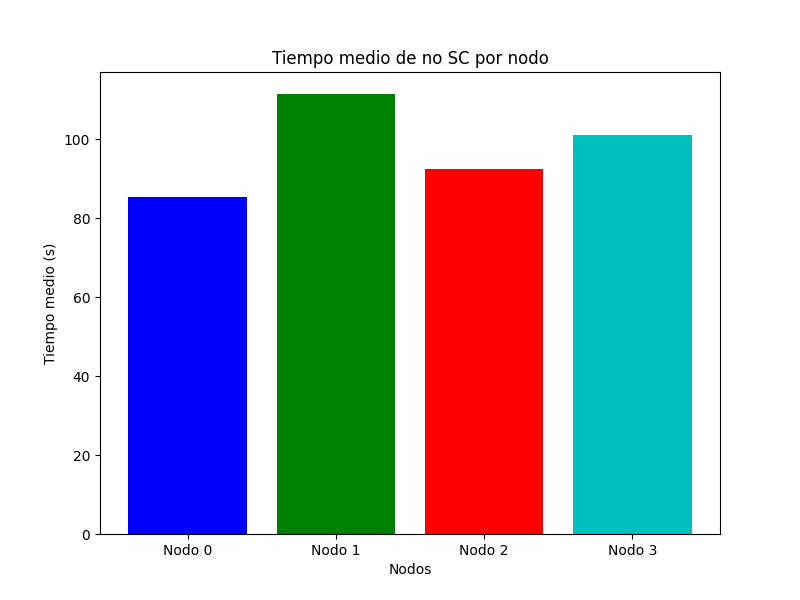 Tiempo medio de no SC por nodo
Tiempo medio (s)
100
80
60
40
20
0
Nodo 0 Nodo 1 Nodo 2 Nodo 3
Nodos